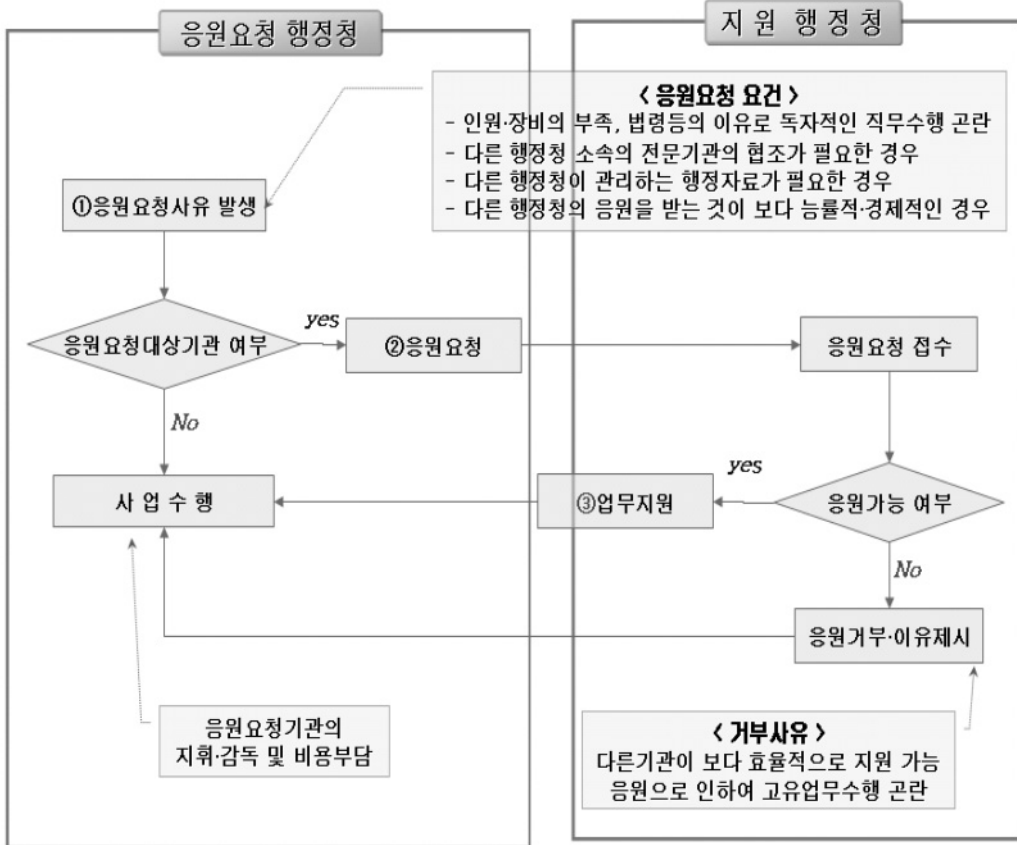 응원요청 행정청
지 원 행 정 청
< 응원요청 요건 >
- 인원·장비의 부족, 법령등의 이유로 독자적인 직무수행 곤란
- 다른 행정청 소속의 전문기관의 협조가 필요한 경우
- 다른 행정청이 관리하는 행정자료가 필요한 경우
- 다른 행정청의 응원을 받는 것이 보다 능률적·경제적인 경우
①응원요청사유 발생
응원요청대상기관 여부
yes
②응원요청
응원요청 접수
No
사 업 수 행
③업무지원
yes
응원가능 여부
No
응원거부·이유제시
응원요청기관의
지휘·감독 및 비용부담
< 거부사유 >
다른기관이 보다 효율적으로 지원 가능
응원으로 인하여 고유업무수행 곤란